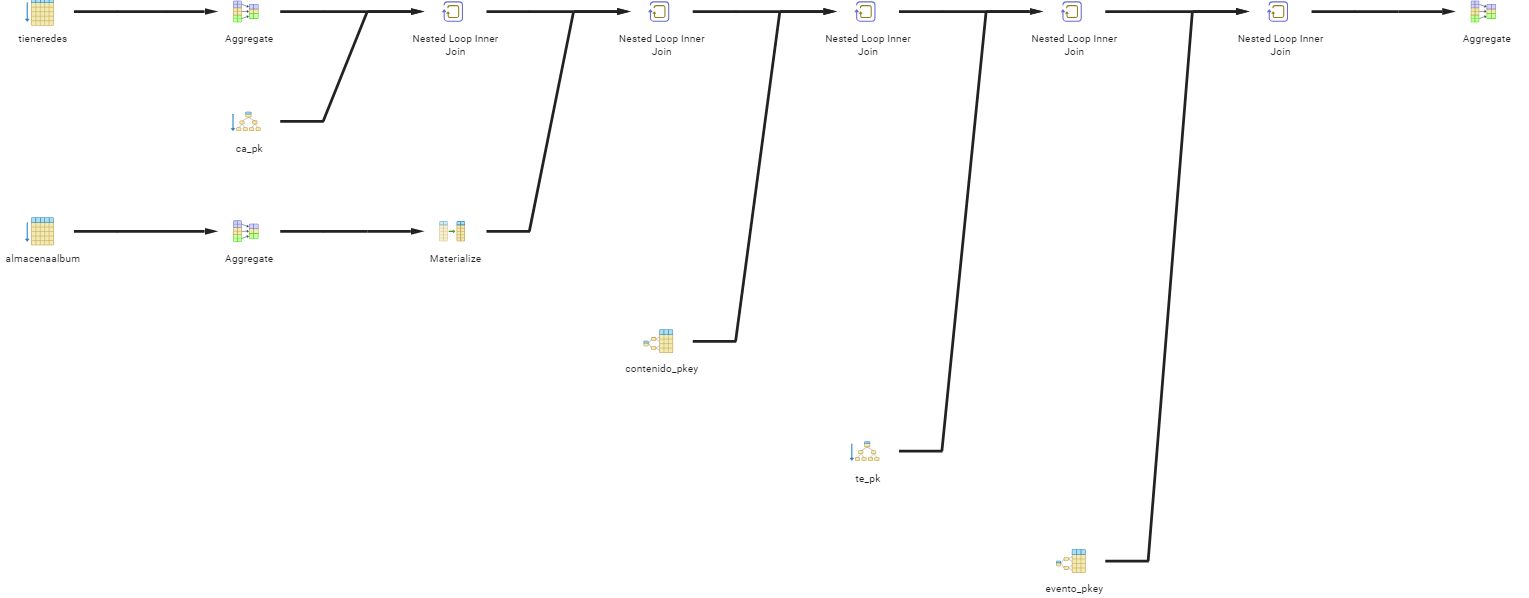 tieneredes
Aggregate
Nested Loop Inner
Join
Nested Loop Inner
Join
Nested Loop Inner
Join
Nested Loop Inner
Join
Nested Loop Inner
Join
Aggregate
ca_pk
almacenaalbum
Aggregate
Materialize
contenido_pkey
te_pk
evento_pkey